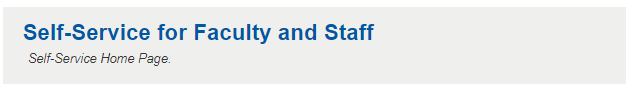 Self-Service for Faculty and Staff
Self-Service Home Page.